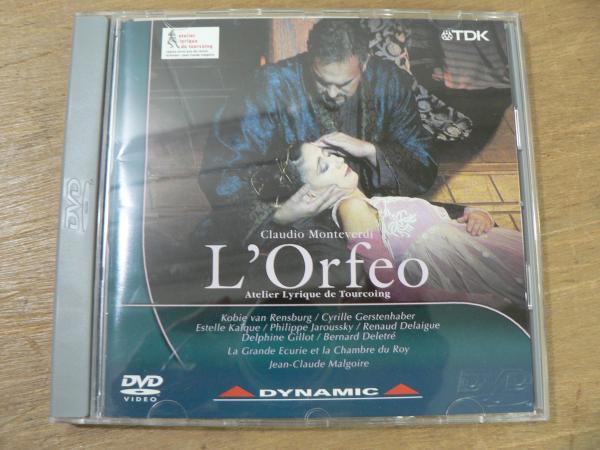 atelier
lyrique
de tourcoing
TDK
DVD
Claudio Monteverdi
L'Orfeo
Atelier Lyrique de Tourcoing
Kobie van Rensburg / Cyrille Gerstenhaber
Estelle Kaïque / Philippe Jaroussky / Renaud Delaigue
Delphine Gillot / Bernard Deletré
La Grande Ecurie et la Chambre du Roy
Jean-Claude Malgoire
DVD
VIDEO
DYNAMIC
DVD